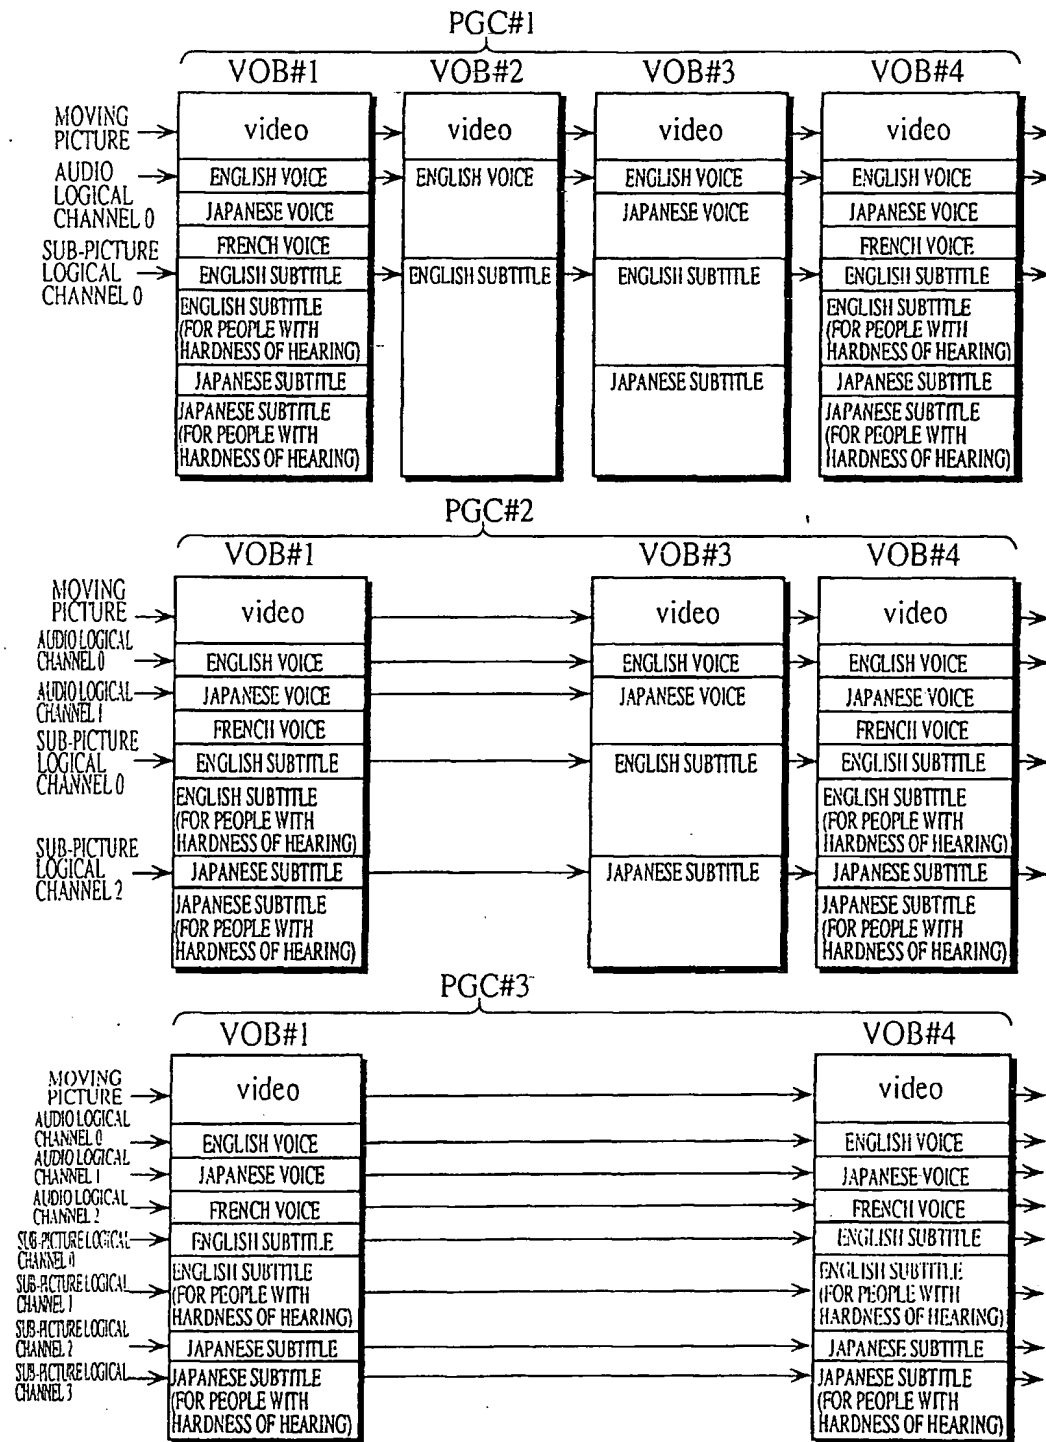 PGC#1
VOB#1 VOB#2 VOB#3 VOB#4
MOVING
PICTURE
video video video video
AUDIO
LOGICAL
CHANNEL 0
ENGLISH VOICE ENGLISH VOICE ENGLISH VOICE ENGLISH VOICE
JAPANESE VOICE JAPANESE VOICE JAPANESE VOICE
FRENCH VOICE FRENCH VOICE
SUB-PICTURE
LOGICAL
CHANNEL 0
ENGLISH SUBTITLE ENGLISH SUBTITLE ENGLISH SUBTITLE ENGLISH SUBTITLE
ENGLISH SUBTITLE
(FOR PEOPLE WITH
HARDNESS OF HEARING)
ENGLISH SUBTITLE
(FOR PEOPLE WITH
HARDNESS OF HEARING)
JAPANESE SUBTITLE JAPANESE SUBTITLE JAPANESE SUBTITLE
JAPANESE SUBTITLE
(FOR PEOPLE WITH
HARDNESS OF HEARING)
JAPANESE SUBTITLE
(FOR PEOPLE WITH
HARDNESS OF HEARING)
PGC#2
VOB#1 VOB#3 VOB#4
MOVING
PICTURE
video video video
AUDIO LOGICAL
CHANNEL 0
ENGLISH VOICE ENGLISH VOICE ENGLISH VOICE
AUDIO LOGICAL
CHANNEL 1
JAPANESE VOICE JAPANESE VOICE JAPANESE VOICE
FRENCH VOICE FRENCH VOICE
SUB-PICTURE
LOGICAL
CHANNEL 0
ENGLISH SUBTITLE ENGLISH SUBTITLE ENGLISH SUBTITLE
ENGLISH SUBTITLE
(FOR PEOPLE WITH
HARDNESS OF HEARING)
ENGLISH SUBTITLE
(FOR PEOPLE WITH
HARDNESS OF HEARING)
SUB-PICTURE
LOGICAL
CHANNEL 2
JAPANESE SUBTITLE JAPANESE SUBTITLE JAPANESE SUBTITLE
JAPANESE SUBTITLE
(FOR PEOPLE WITH
HARDNESS OF HEARING)
JAPANESE SUBTITLE
(FOR PEOPLE WITH
HARDNESS OF HEARING)
PGC#3
VOB#1 VOB#4
MOVING
PICTURE
video video
AUDIO LOGICAL
CHANNEL 0
ENGLISH VOICE ENGLISH VOICE
AUDIO LOGICAL
CHANNEL 1
JAPANESE VOICE JAPANESE VOICE
AUDIO LOGICAL
CHANNEL 2
FRENCH VOICE FRENCH VOICE
SUB-PICTURE LOGICAL
CHANNEL 0
ENGLISH SUBTITLE ENGLISH SUBTITLE
SUB-PICTURE LOGICAL
CHANNEL 1
ENGLISH SUBTITLE
(FOR PEOPLE WITH
HARDNESS OF HEARING)
ENGLISH SUBTITLE
(FOR PEOPLE WITH
HARDNESS OF HEARING)
SUB-PICTURE LOGICAL
CHANNEL 2
JAPANESE SUBTITLE JAPANESE SUBTITLE
SUB-PICTURE LOGICAL
CHANNEL 3
JAPANESE SUBTITLE
(FOR PEOPLE WITH
HARDNESS OF HEARING)
JAPANESE SUBTITLE
(FOR PEOPLE WITH
HARDNESS OF HEARING)